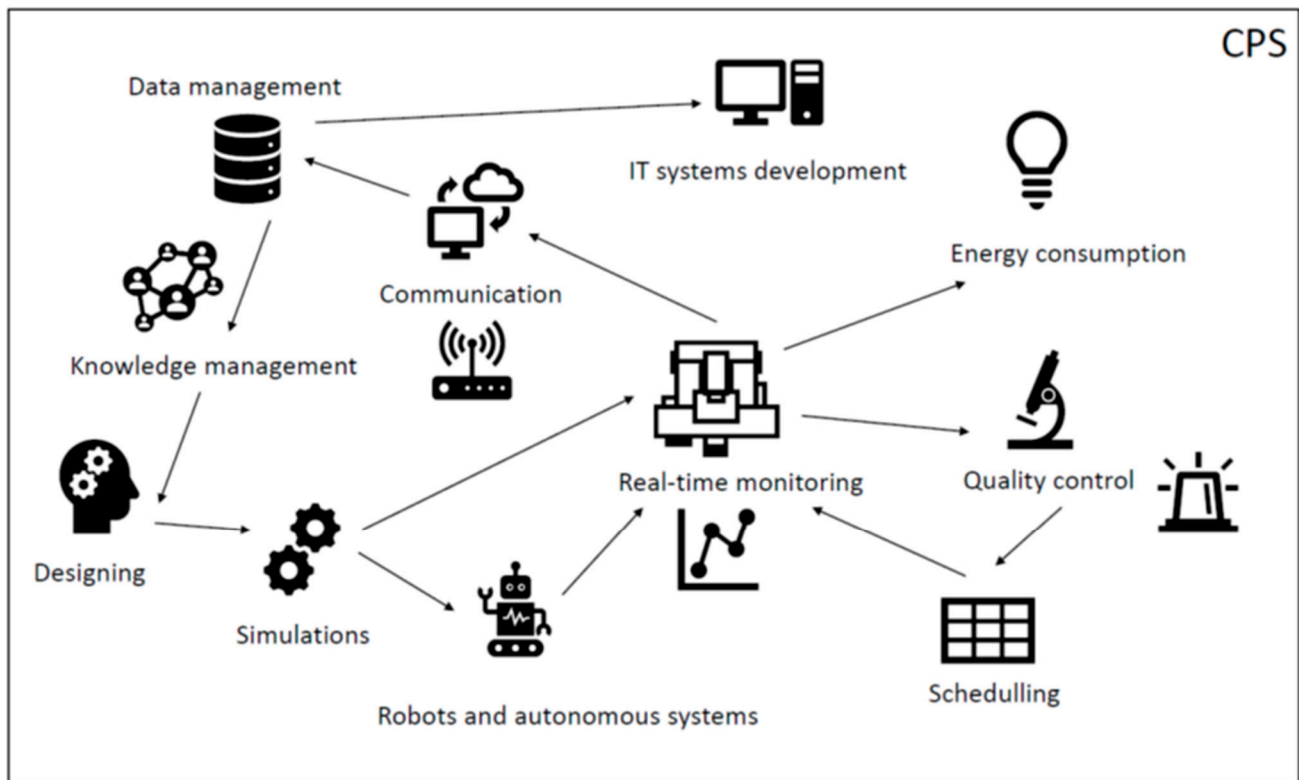 CPS
Data management
IT systems development
Energy consumption
Communication
Knowledge management
Real-time monitoring
Quality control
Designing
Simulations
Schedulling
Robots and autonomous systems